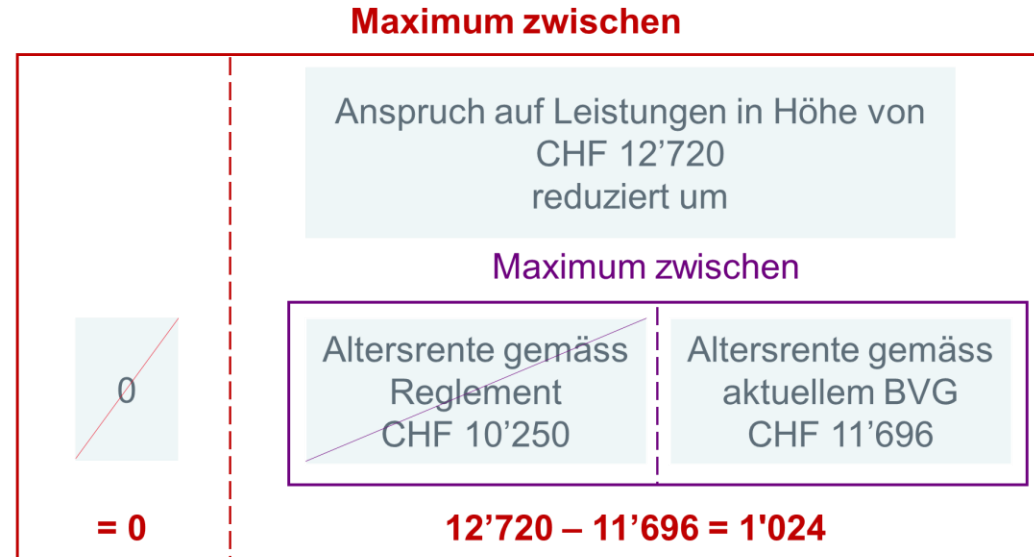 Maximum zwischen
Anspruch auf Leistungen in Höhe von
CHF 12’720
reduziert um
Maximum zwischen
0
Altersrente gemäss
Reglement
CHF 10’250
Altersrente gemäss
aktuellem BVG
CHF 11’696
= 0
12’720 – 11’696 = 1'024